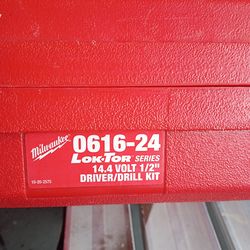 Milwaukee
0616-24
LOK-TOR SERIES
14.4 VOLT 1/2"
DRIVER/DRILL KIT